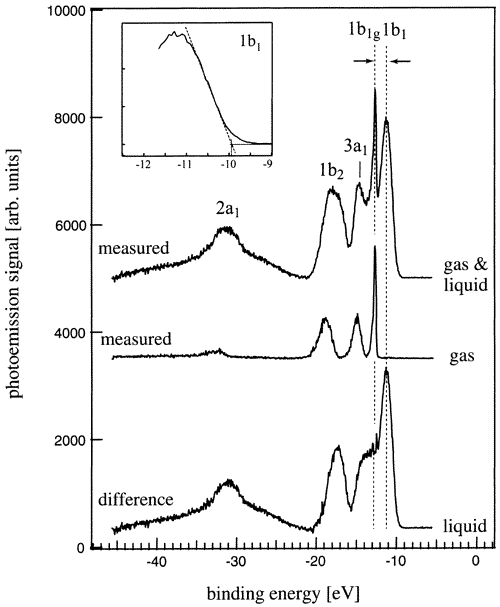 10000
8000
6000
4000
2000
0
photoemission signal [arb. units]
1b1
-12 -11 -10 -9
1b1g 1b1
3a1
1b2
2a1
measured
gas &
liquid
measured
gas
difference
liquid
-40 -30 -20 -10 0
binding energy [eV]